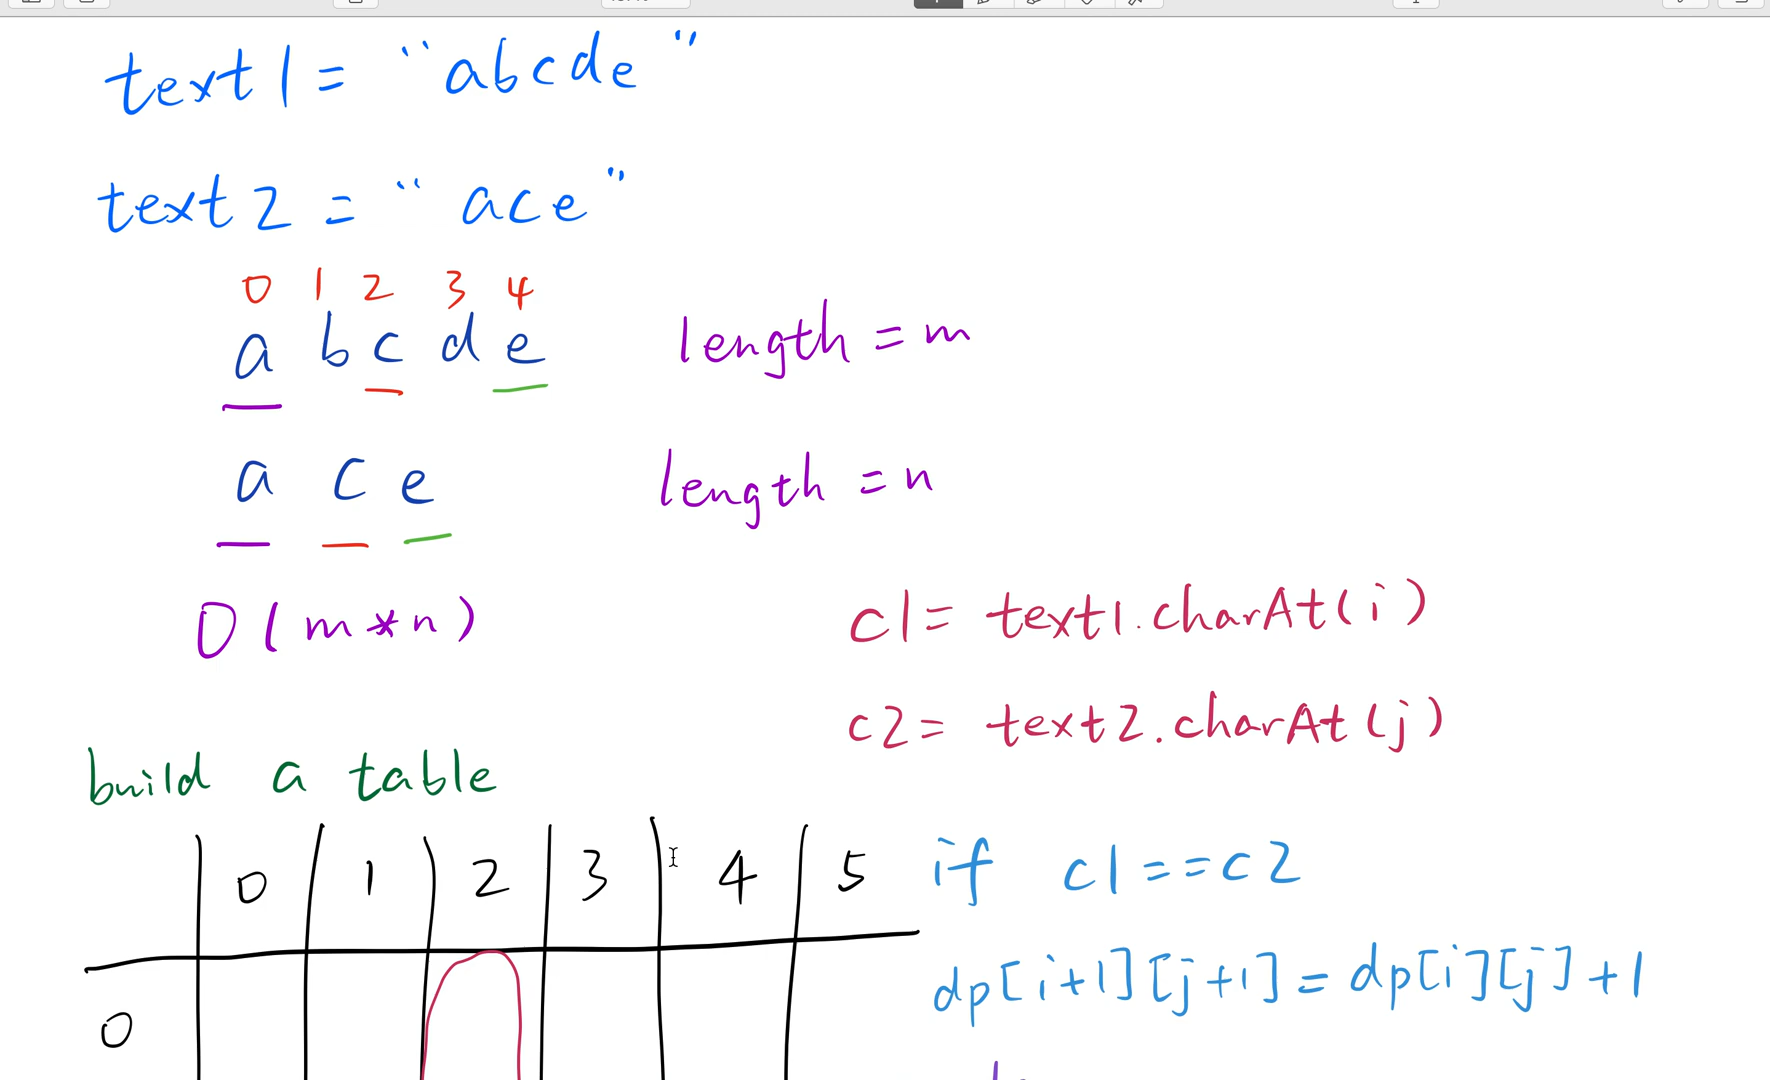 text1 = "abcde"
text2 = "ace"
0 1 2 3 4
a b c d e length = m
a c e length = n
O(m*n)
c1 = text1.charAt(i)
c2 = text2.charAt(j)
build a table
0 1 2 3 4 5
if c1==c2
dp[i+1][j+1] = dp[i][j]+1
0